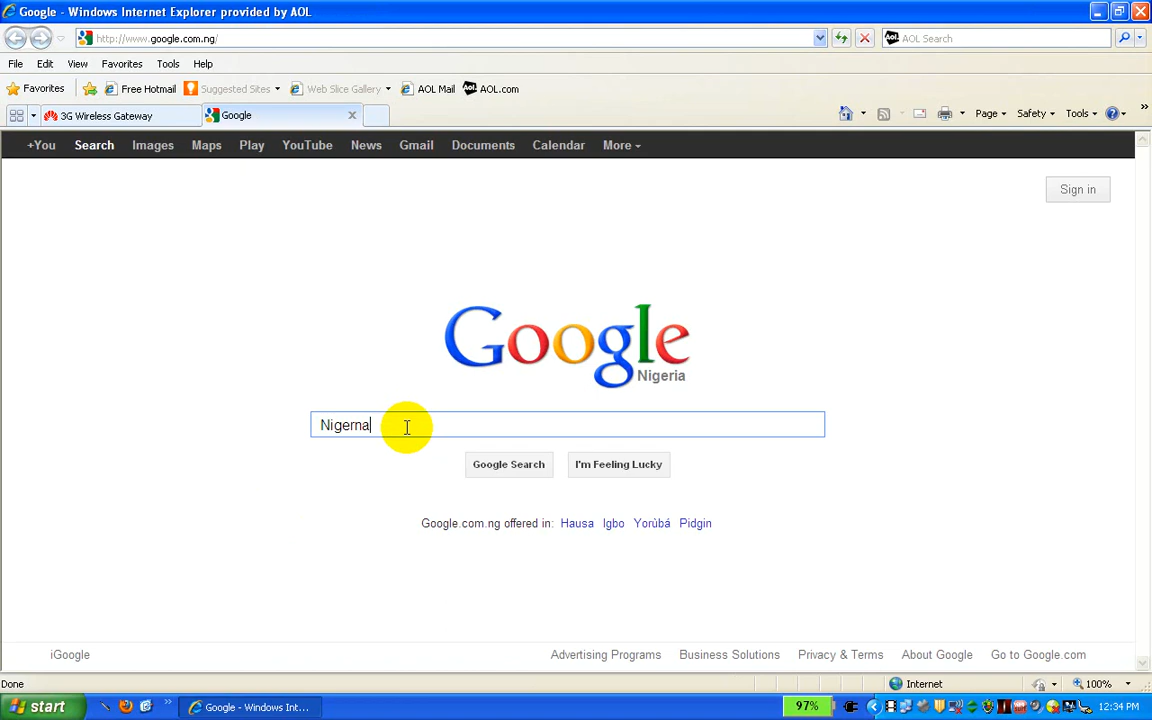 Google - Windows Internet Explorer provided by AOL
http://www.google.com.ng/
AOL Search
File Edit View Favorites Tools Help
Favorites Free Hotmail Suggested Sites Web Slice Gallery AOL Mail AOL.com
3G Wireless Gateway Google Page Safety Tools
+You Search Images Maps Play YouTube News Gmail Documents Calendar More
Sign in
Google
Nigeria
Nigerna
Google Search I'm Feeling Lucky
Google.com.ng offered in: Hausa Igbo Yorùbá Pidgin
iGoogle Advertising Programs Business Solutions Privacy & Terms About Google Go to Google.com
Done Internet 100%
start Google - Windows Int... 97% 12:34 PM